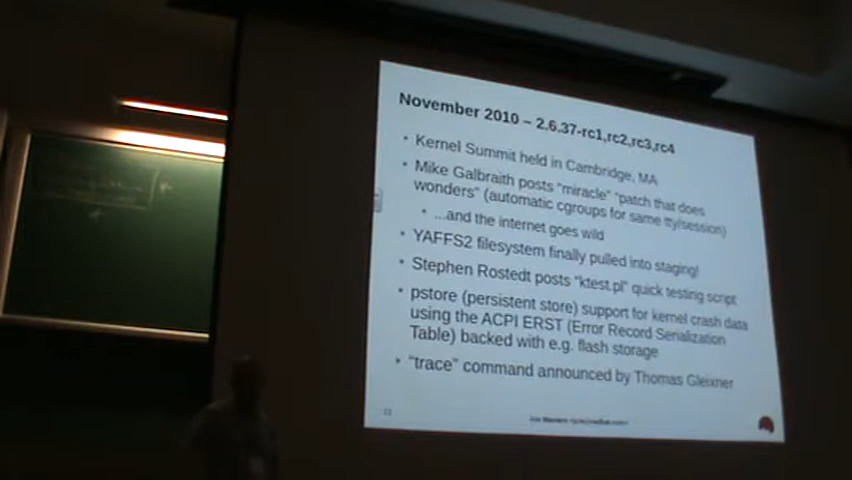 November 2010 – 2.6.37-rc1,rc2,rc3,rc4
• Kernel Summit held in Cambridge, MA
• Mike Galbraith posts "miracle" "patch that does
wonders" (automatic cgroups for same tty/session)
• ...and the internet goes wild
• YAFFS2 filesystem finally pulled into staging!
• Stephen Rostedt posts "ktest.pl" quick testing script
• pstore (persistent store) support for kernel crash data
using the ACPI ERST (Error Record Serialization
Table) backed with e.g. flash storage
• "trace" command announced by Thomas Gleixner